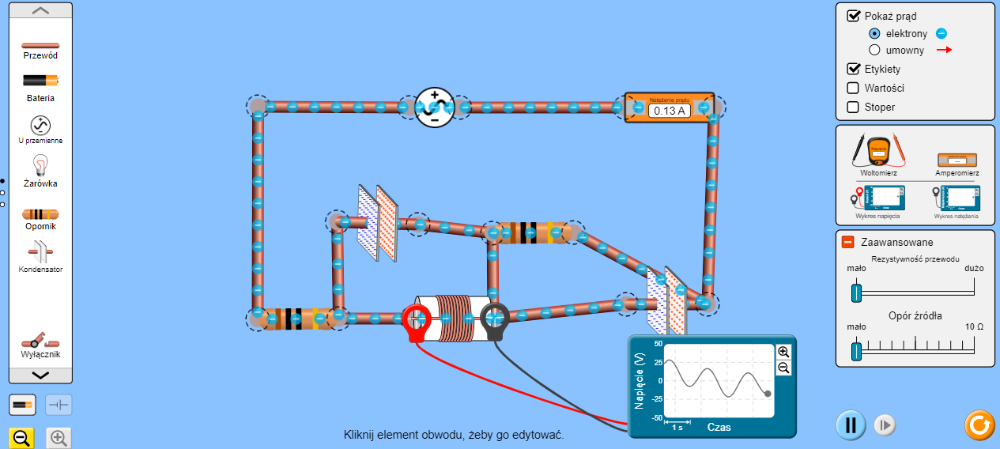 Przewód
Bateria
U przemienne
Żarówka
Opornik
Kondensator
Wyłącznik
+
−
Natężenie prądu
0.13 A
Kliknij element obwodu, żeby go edytować.
Napięcie (V)
50
25
0
-25
-50
1 s
Czas
Pokaż prąd
elektrony
umowny
Etykiety
Wartości
Stoper
Napięcie
Woltomierz
Amperomierz
Wykres napięcia
Wykres natężenia
Zaawansowane
Rezystywność przewodu
mało dużo
Opór źródła
mało 10 Ω